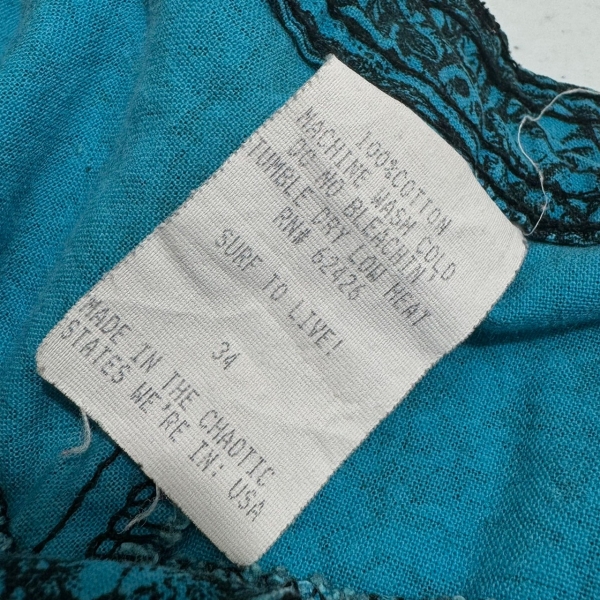 100%COTTON
MACHINE WASH COLD
DO NO BLEACHIN'
TUMBLE DRY LOW HEAT
RN# 62426
SURF TO LIVE!
34
MADE IN THE CHAOTIC
STATES WE'RE IN: USA